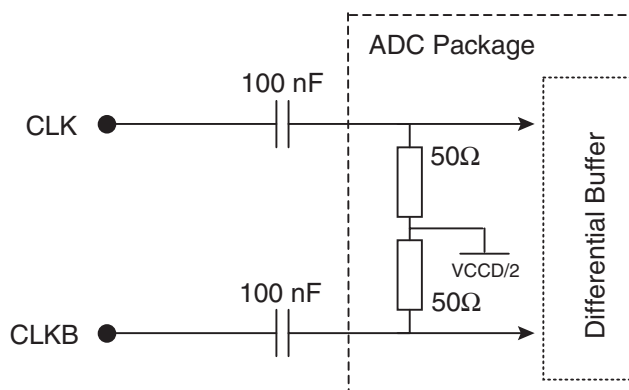 ADC Package
100 nF
CLK
50Ω
VCCD/2
50Ω
100 nF
CLKB
Differential Buffer